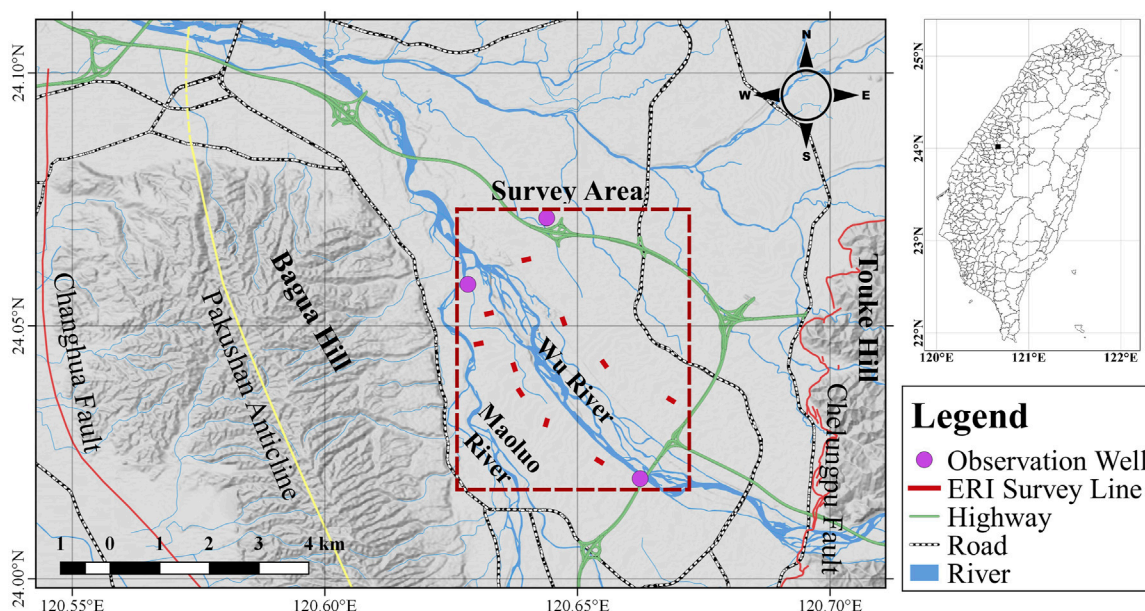 24.10°N
24.05°N
24.00°N
120.55°E
120.60°E
120.65°E
120.70°E
N
W
E
S
Survey Area
Changhua Fault
Pakushan Anticline
Bagua Hill
Wu River
Maoluo
River
Touke Hill
Chelungpu Fault
1 0 1 2 3 4 km
25°N
24°N
23°N
22°N
120°E
121°E
122°E
Legend
Observation Well
ERI Survey Line
Highway
Road
River